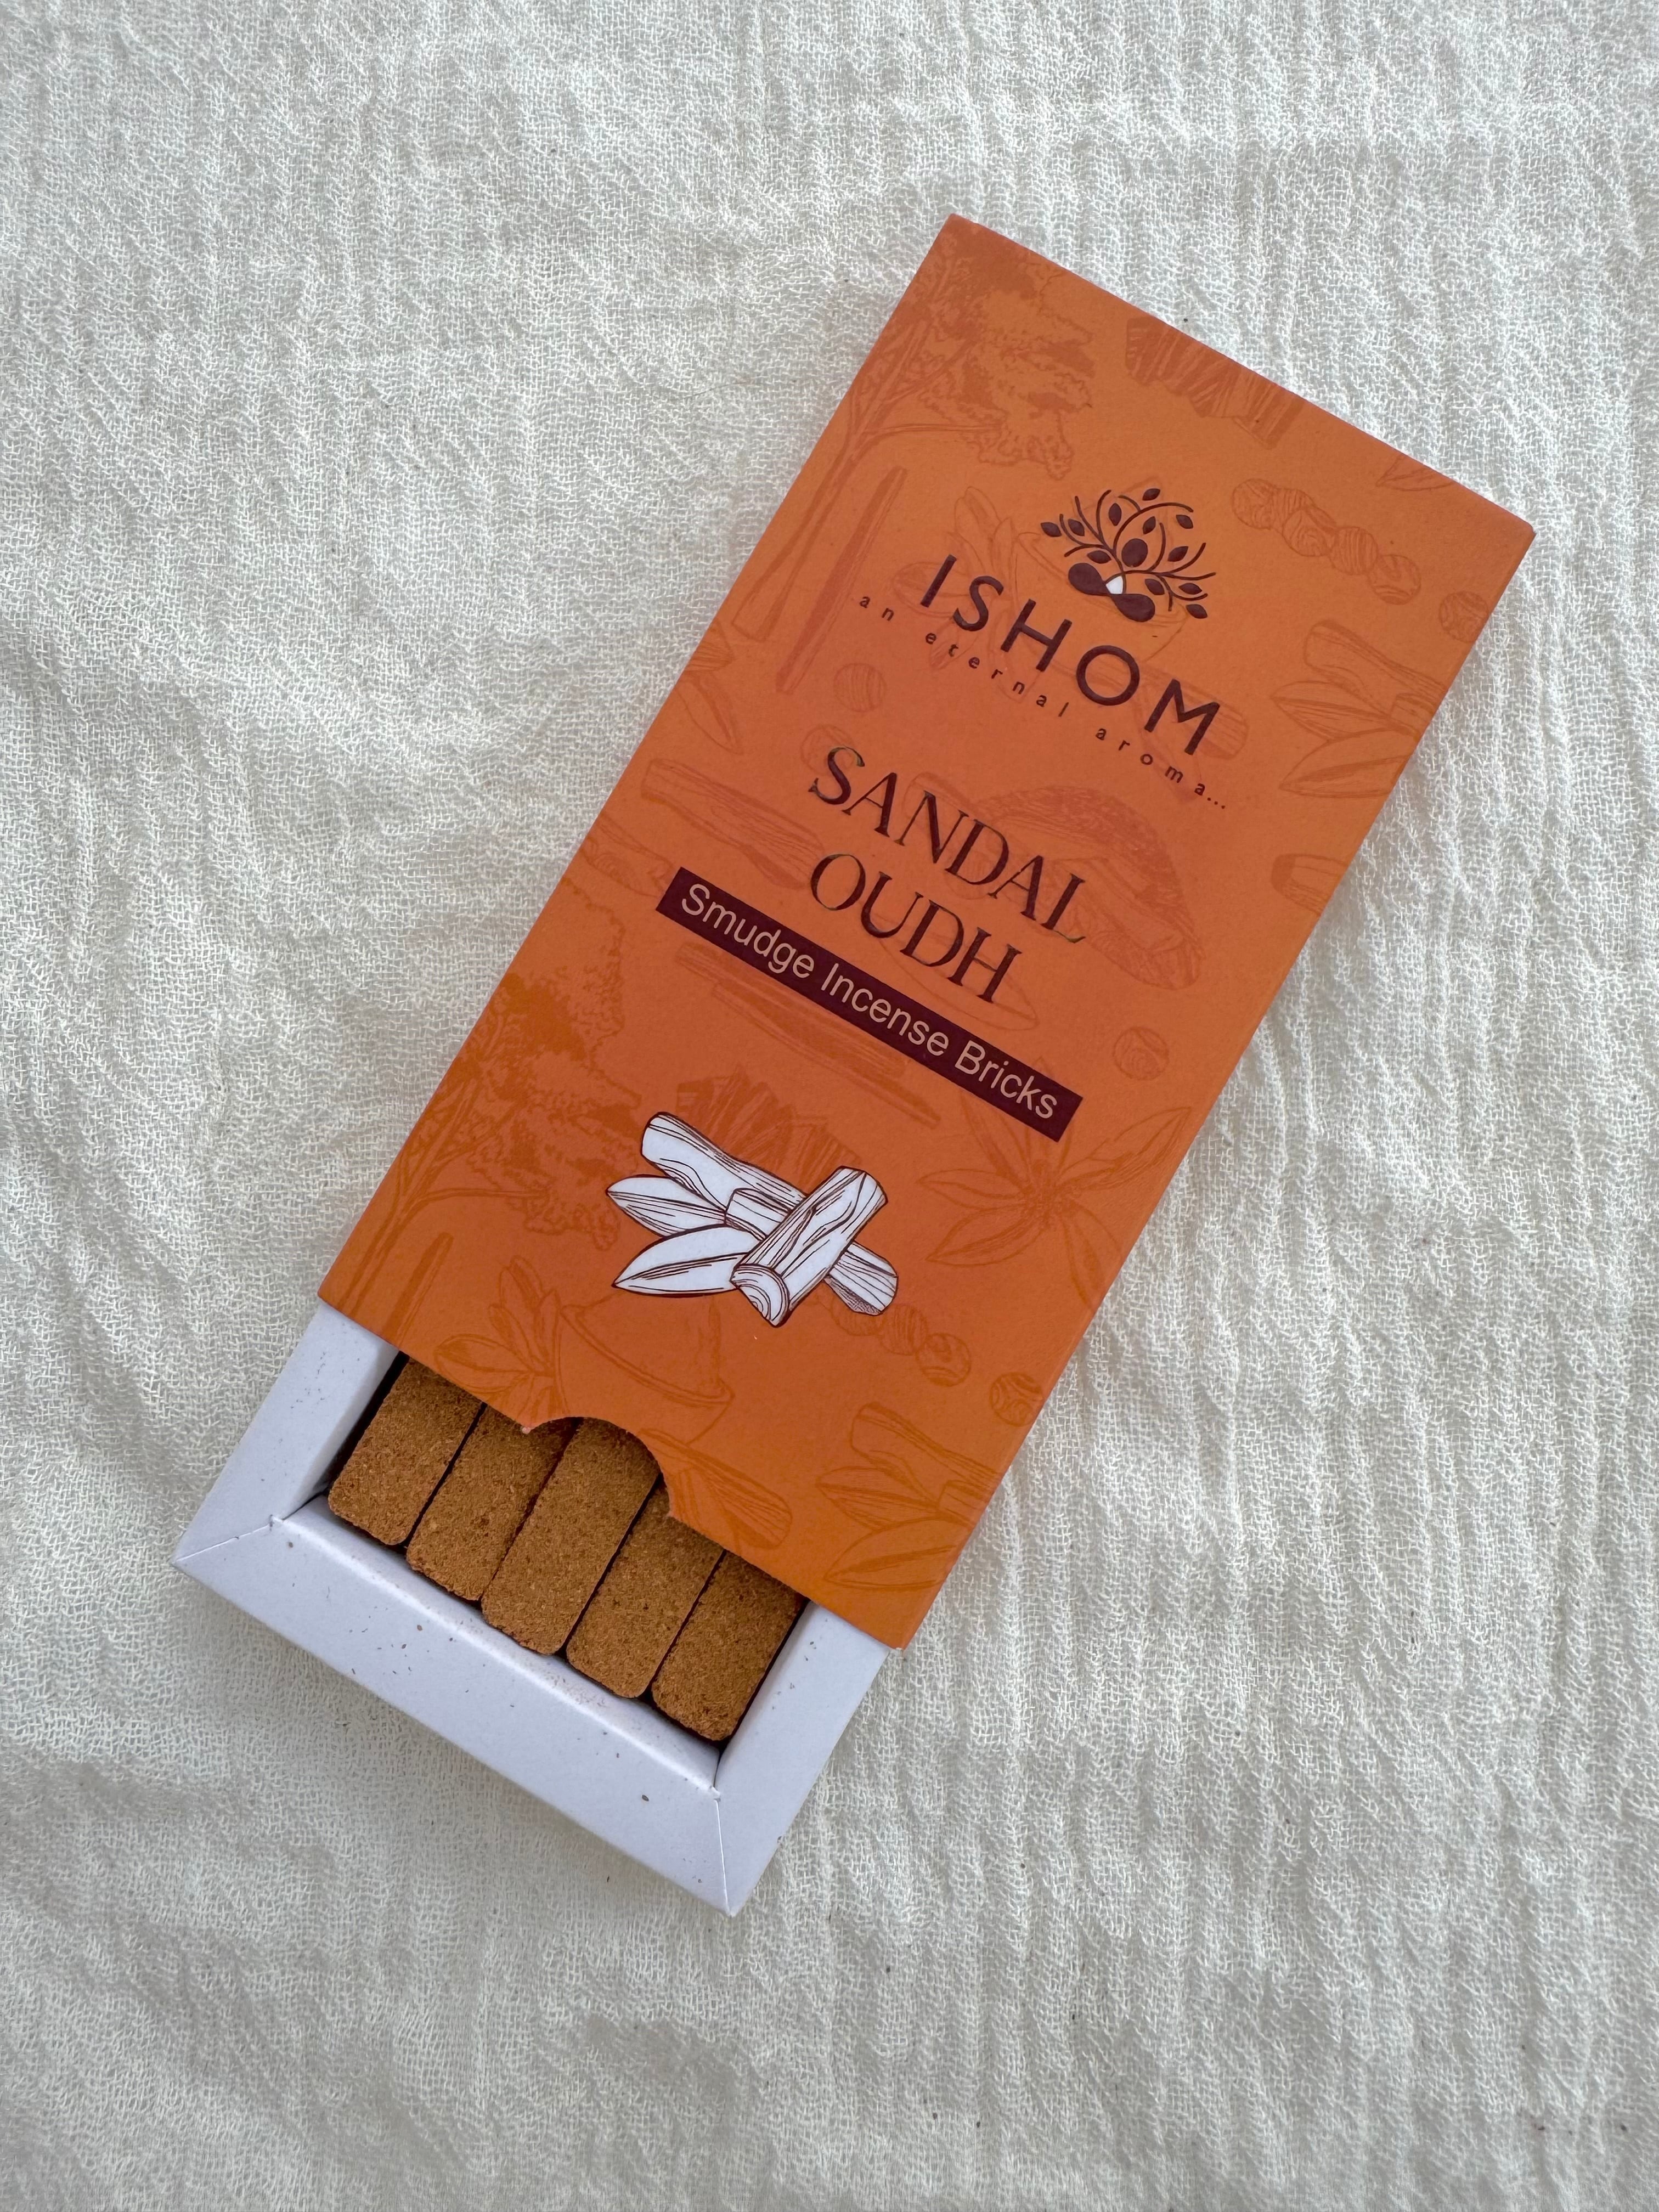 ISHOM
an eternal aroma...
SANDAL
OUDH
Smudge Incense Bricks